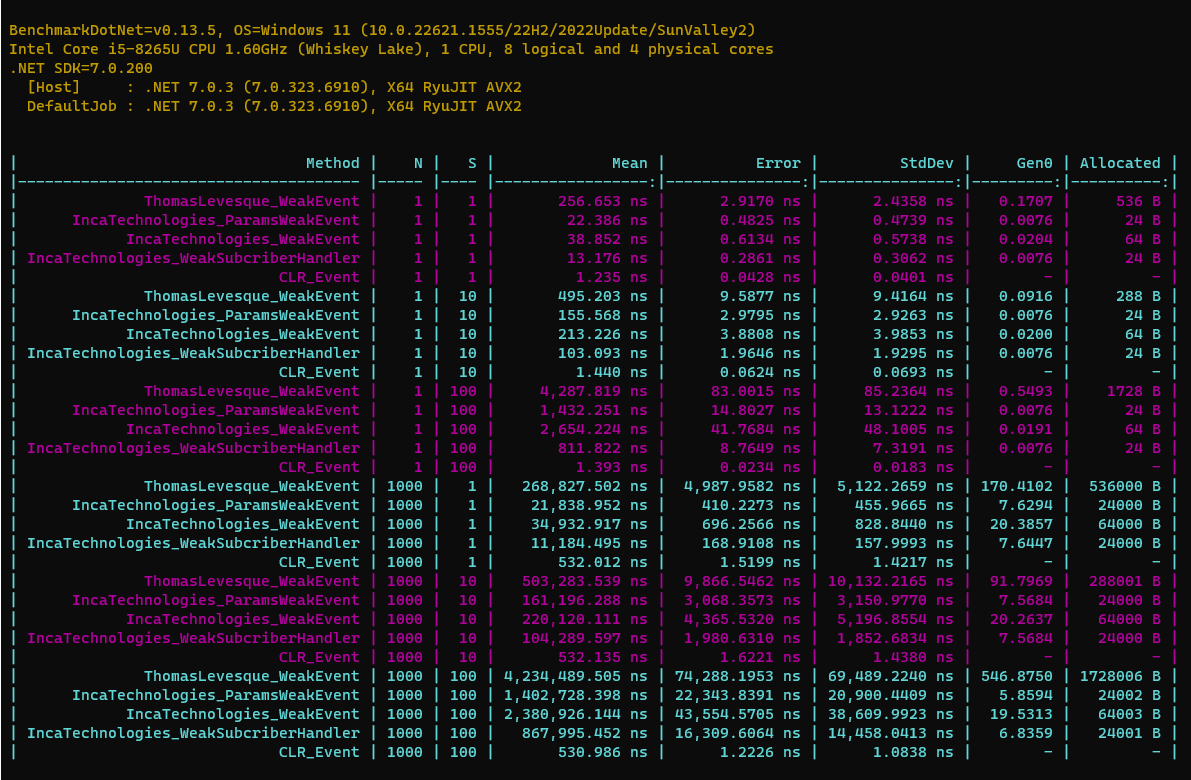 BenchmarkDotNet=v0.13.5, OS=Windows 11 (10.0.22621.1555/22H2/2022Update/SunValley2)
Intel Core i5-8265U CPU 1.60GHz (Whiskey Lake), 1 CPU, 8 logical and 4 physical cores
.NET SDK=7.0.200
  [Host]     : .NET 7.0.3 (7.0.323.6910), X64 RyuJIT AVX2
  DefaultJob : .NET 7.0.3 (7.0.323.6910), X64 RyuJIT AVX2
|                               Method |    N |   S |             Mean |          Error |         StdDev |     Gen0 | Allocated |
|------------------------------------- |----- |---- |-----------------:|---------------:|---------------:|---------:|----------:|
|              ThomasLevesque_WeakEvent |    1 |   1 |       256.653 ns |      2.9170 ns |      2.4358 ns |   0.1707 |     536 B |
|      IncaTechnologies_ParamsWeakEvent |    1 |   1 |        22.386 ns |      0.4825 ns |      0.4739 ns |   0.0076 |      24 B |
|            IncaTechnologies_WeakEvent |    1 |   1 |        38.852 ns |      0.6134 ns |      0.5738 ns |   0.0204 |      64 B |
| IncaTechnologies_WeakSubcriberHandler |    1 |   1 |        13.176 ns |      0.2861 ns |      0.3062 ns |   0.0076 |      24 B |
|                             CLR_Event |    1 |   1 |         1.235 ns |      0.0428 ns |      0.0401 ns |        - |         - |
|              ThomasLevesque_WeakEvent |    1 |  10 |       495.203 ns |      9.5877 ns |      9.4164 ns |   0.0916 |     288 B |
|      IncaTechnologies_ParamsWeakEvent |    1 |  10 |       155.568 ns |      2.9795 ns |      2.9263 ns |   0.0076 |      24 B |
|            IncaTechnologies_WeakEvent |    1 |  10 |       213.226 ns |      3.8808 ns |      3.9853 ns |   0.0200 |      64 B |
| IncaTechnologies_WeakSubcriberHandler |    1 |  10 |       103.093 ns |      1.9646 ns |      1.9295 ns |   0.0076 |      24 B |
|                             CLR_Event |    1 |  10 |         1.440 ns |      0.0624 ns |      0.0693 ns |        - |         - |
|              ThomasLevesque_WeakEvent |    1 | 100 |     4,287.819 ns |     83.0015 ns |     85.2364 ns |   0.5493 |    1728 B |
|      IncaTechnologies_ParamsWeakEvent |    1 | 100 |     1,432.251 ns |     14.8027 ns |     13.1222 ns |   0.0076 |      24 B |
|            IncaTechnologies_WeakEvent |    1 | 100 |     2,654.224 ns |     41.7684 ns |     48.1005 ns |   0.0191 |      64 B |
| IncaTechnologies_WeakSubcriberHandler |    1 | 100 |       811.822 ns |      8.7649 ns |      7.3191 ns |   0.0076 |      24 B |
|                             CLR_Event |    1 | 100 |         1.393 ns |      0.0234 ns |      0.0183 ns |        - |         - |
|              ThomasLevesque_WeakEvent | 1000 |   1 |   268,827.502 ns |  4,987.9582 ns |  5,122.2659 ns | 170.4102 |  536000 B |
|      IncaTechnologies_ParamsWeakEvent | 1000 |   1 |    21,838.952 ns |    410.2273 ns |    455.9665 ns |   7.6294 |   24000 B |
|            IncaTechnologies_WeakEvent | 1000 |   1 |    34,932.917 ns |    696.2566 ns |    828.8440 ns |  20.3857 |   64000 B |
| IncaTechnologies_WeakSubcriberHandler | 1000 |   1 |    11,184.495 ns |    168.9108 ns |    157.9993 ns |   7.6447 |   24000 B |
|                             CLR_Event | 1000 |   1 |       532.012 ns |      1.5199 ns |      1.4217 ns |        - |         - |
|              ThomasLevesque_WeakEvent | 1000 |  10 |   503,283.539 ns |  9,866.5462 ns | 10,132.2165 ns |  91.7969 |  288001 B |
|      IncaTechnologies_ParamsWeakEvent | 1000 |  10 |   161,196.288 ns |  3,068.3573 ns |  3,150.9770 ns |   7.5684 |   24000 B |
|            IncaTechnologies_WeakEvent | 1000 |  10 |   220,120.111 ns |  4,365.5320 ns |  5,196.8554 ns |  20.2637 |   64000 B |
| IncaTechnologies_WeakSubcriberHandler | 1000 |  10 |   104,289.597 ns |  1,980.6310 ns |  1,852.6834 ns |   7.5684 |   24000 B |
|                             CLR_Event | 1000 |  10 |       532.135 ns |      1.6221 ns |      1.4380 ns |        - |         - |
|              ThomasLevesque_WeakEvent | 1000 | 100 | 4,234,489.505 ns | 74,288.1953 ns | 69,489.2240 ns | 546.8750 | 1728006 B |
|      IncaTechnologies_ParamsWeakEvent | 1000 | 100 | 1,402,728.398 ns | 22,343.8391 ns | 20,900.4409 ns |   5.8594 |   24002 B |
|            IncaTechnologies_WeakEvent | 1000 | 100 | 2,380,926.144 ns | 43,554.5705 ns | 38,609.9923 ns |  19.5313 |   64003 B |
| IncaTechnologies_WeakSubcriberHandler | 1000 | 100 |   867,995.452 ns | 16,309.6064 ns | 14,458.0413 ns |   6.8359 |   24001 B |
|                             CLR_Event | 1000 | 100 |       530.986 ns |      1.2226 ns |      1.0838 ns |        - |         - |